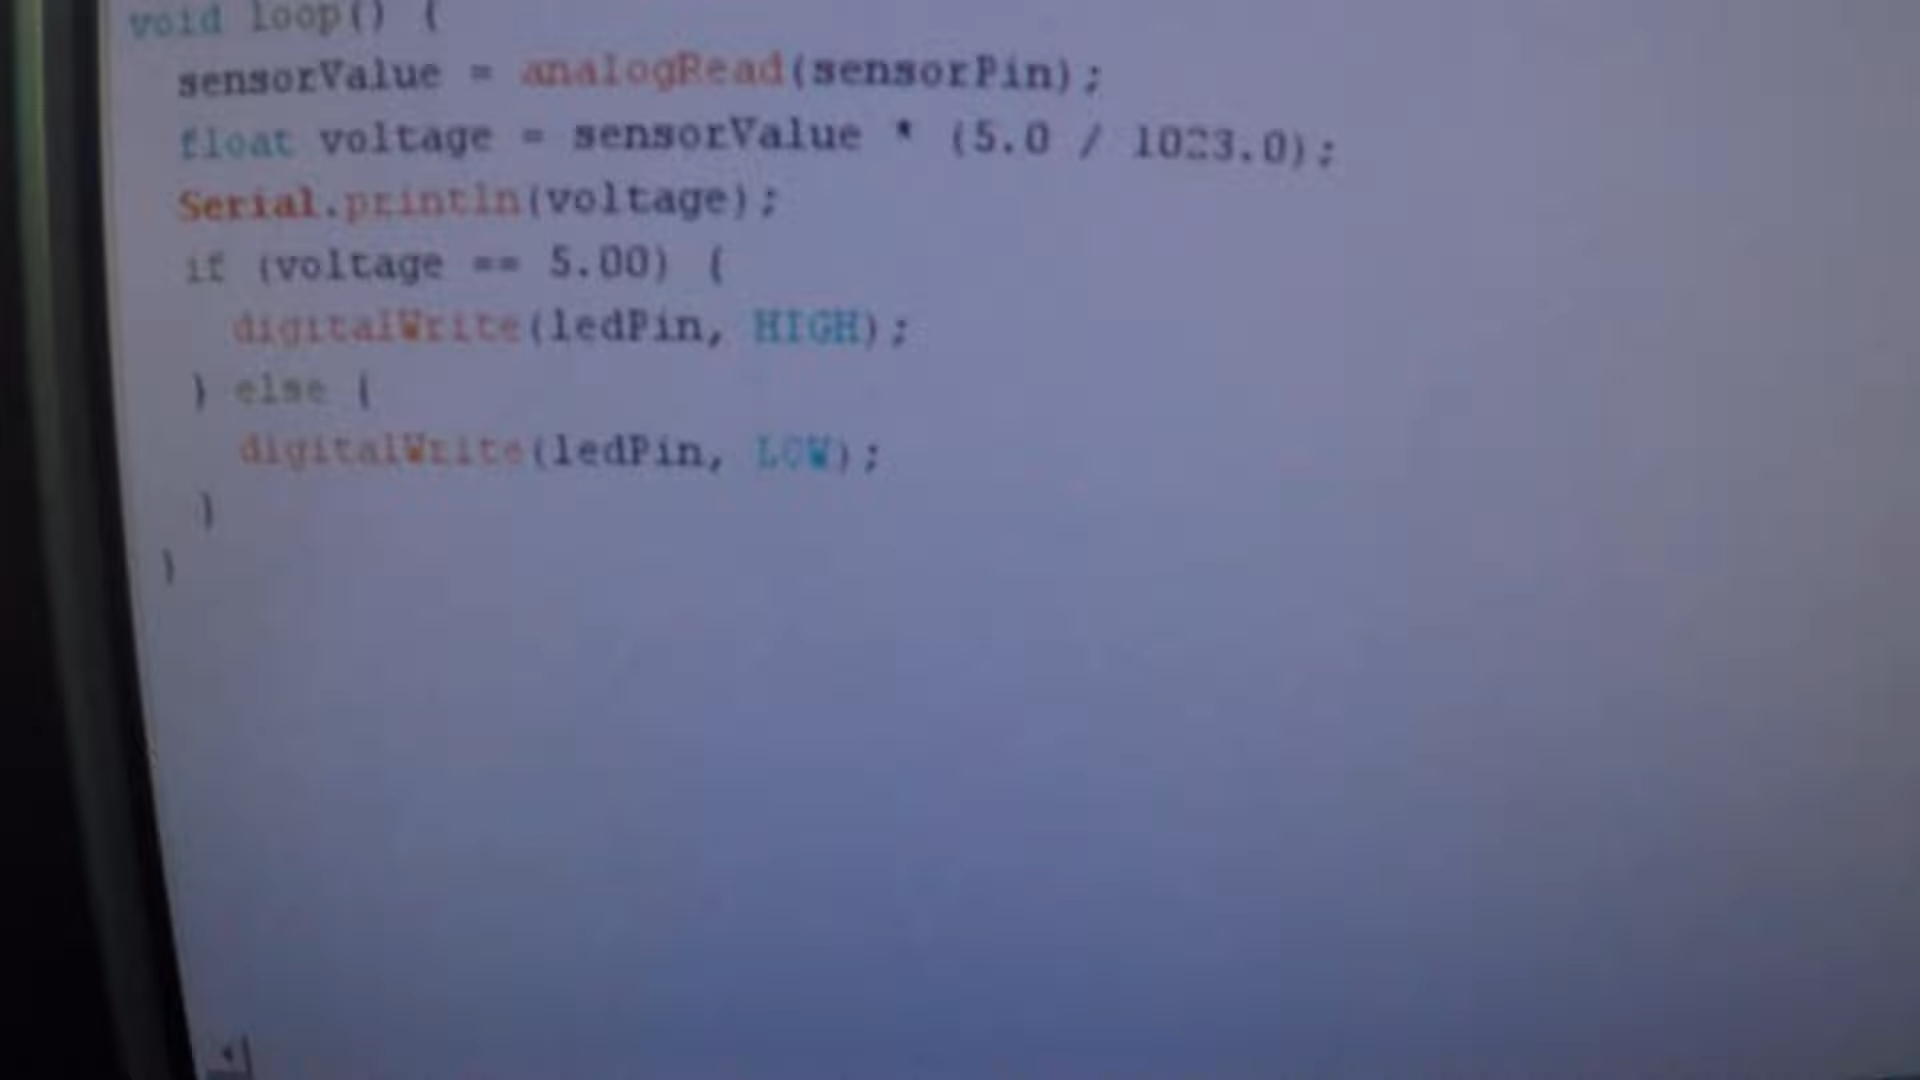 void loop() {
sensorValue = analogRead(sensorPin);
float voltage = sensorValue * (5.0 / 1023.0);
Serial.println(voltage);
if (voltage == 5.00) {
digitalWrite(ledPin, HIGH);
} else {
digitalWrite(ledPin, LOW);
}
}